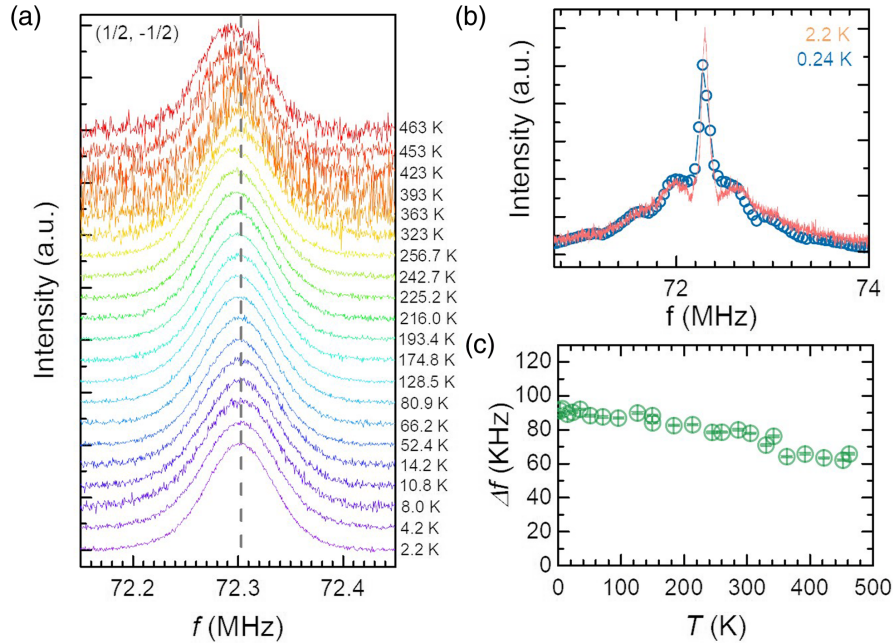 (a)
(1/2, -1/2)
463 K
453 K
423 K
393 K
363 K
323 K
256.7 K
242.7 K
225.2 K
216.0 K
193.4 K
174.8 K
128.5 K
80.9 K
66.2 K
52.4 K
14.2 K
10.8 K
8.0 K
4.2 K
2.2 K
Intensity (a.u.)
72.2 72.3 72.4
f (MHz)
(b)
2.2 K
0.24 K
Intensity (a.u.)
72 74
f (MHz)
(c)
120
100
80
60
40
20
0
Δf (KHz)
0 100 200 300 400 500
T (K)